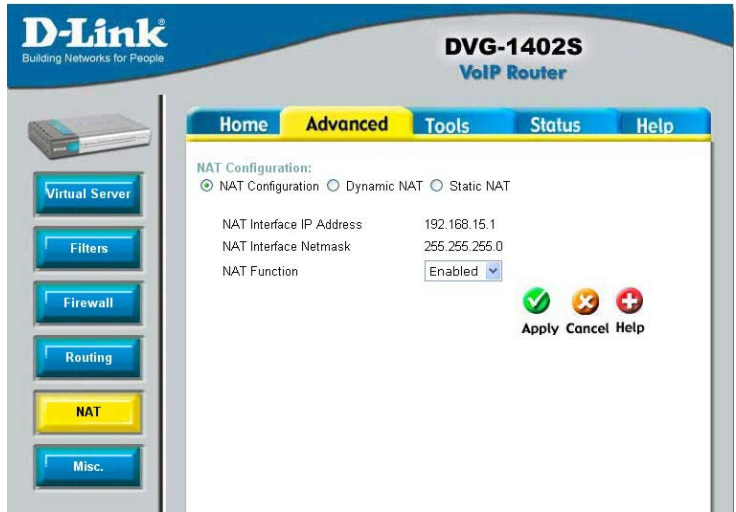 D-Link
Building Networks for People
DVG-1402S
VoIP Router
Home Advanced Tools Status Help
Virtual Server
Filters
Firewall
Routing
NAT
Misc.
NAT Configuration:
NAT Configuration Dynamic NAT Static NAT
NAT Interface IP Address 192.168.15.1
NAT Interface Netmask 255.255.255.0
NAT Function Enabled
Apply Cancel Help